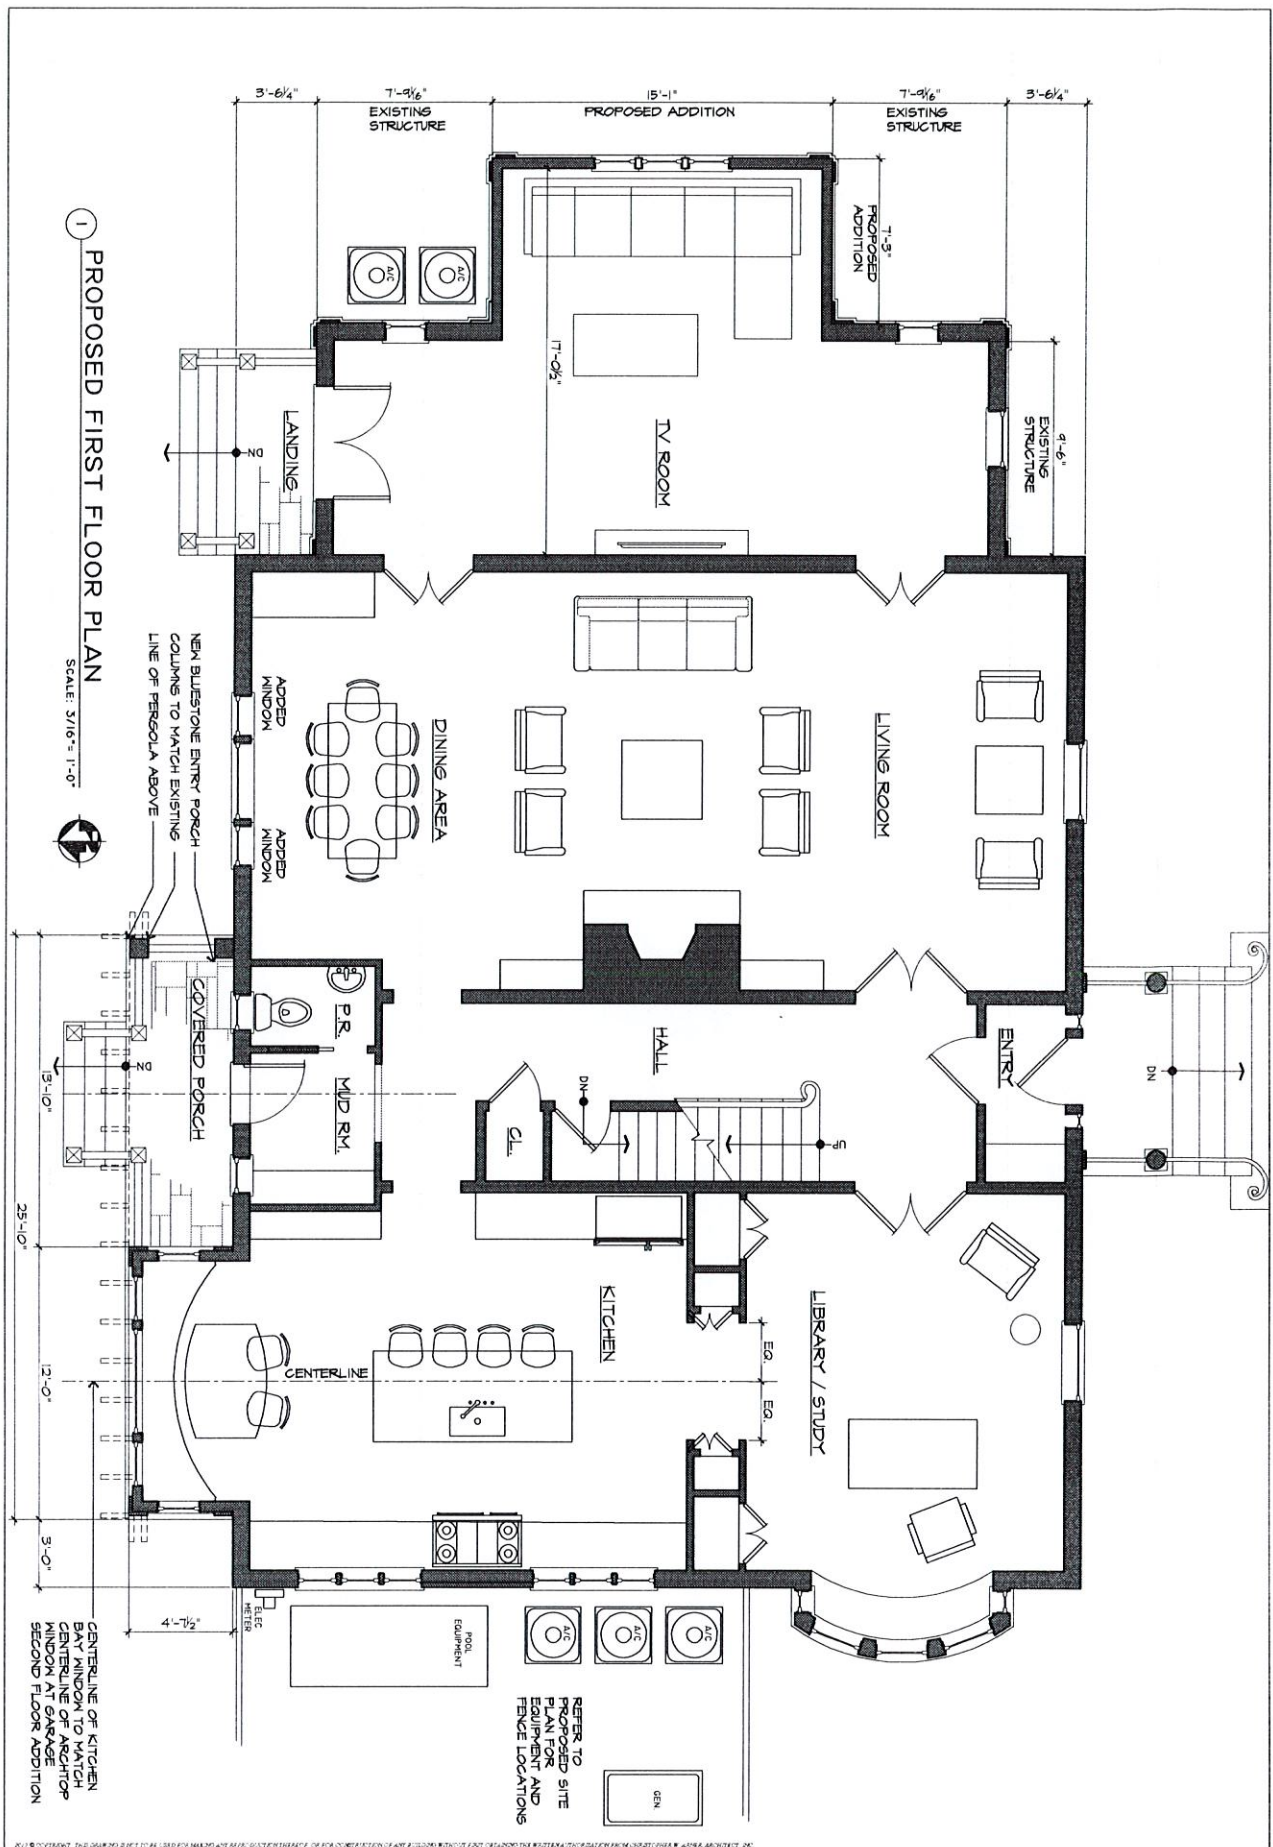 3'-6¼"
7'-9⅛"
EXISTING
STRUCTURE
15'-1"
PROPOSED ADDITION
7'-9⅛"
EXISTING
STRUCTURE
3'-6¼"
7'-3"
PROPOSED
ADDITION
9'-6"
EXISTING
STRUCTURE
A/C
A/C
17'-0½"
TV ROOM
LANDING
DN
LIVING ROOM
DINING AREA
ADDED
WINDOW
ADDED
WINDOW
NEW BLUESTONE ENTRY PORCH
COLUMNS TO MATCH EXISTING
LINE OF PERGOLA ABOVE
1
PROPOSED FIRST FLOOR PLAN
SCALE: 3/16" = 1'-0"
ENTRY
DN
HALL
UP
DN
CL.
P.R.
MUD RM.
COVERED PORCH
DN
13'-10"
25'-10"
12'-0"
3'-0"
4'-7½"
LIBRARY / STUDY
EQ.
EQ.
KITCHEN
CENTERLINE
ELEC
METER
POOL
EQUIPMENT
A/C
A/C
A/C
GEN.
REFER TO
PROPOSED SITE
PLAN FOR
EQUIPMENT AND
FENCE LOCATIONS
CENTERLINE OF KITCHEN
BAY WINDOW TO MATCH
CENTERLINE OF ARCHTOP
WINDOW AT GARAGE
SECOND FLOOR ADDITION